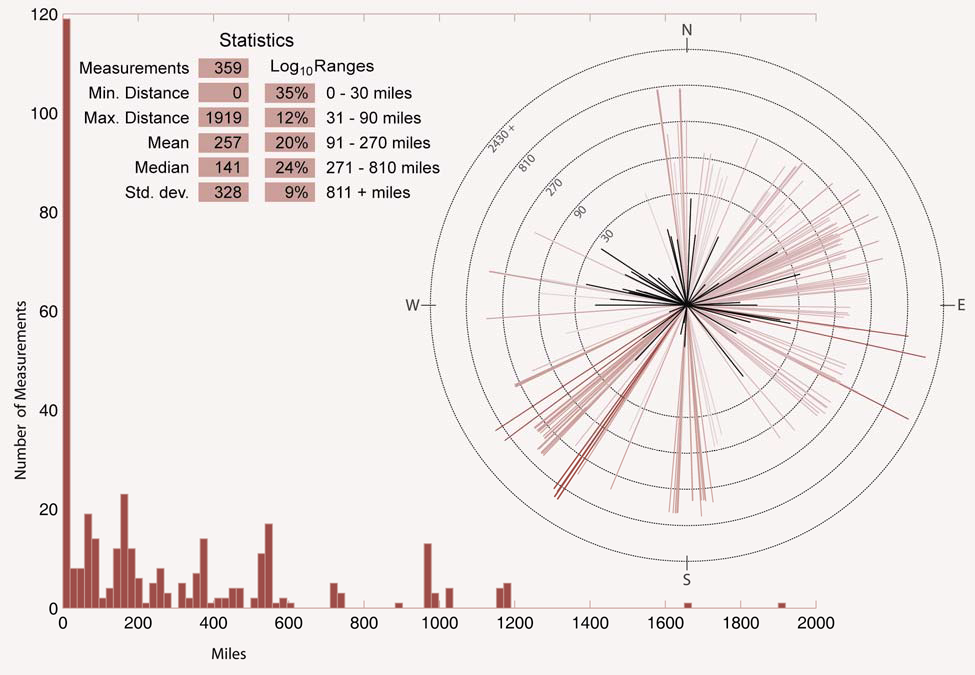 120
100
80
60
40
20
0
Number of Measurements
0 200 400 600 800 1000 1200 1400 1600 1800 2000
Miles
Statistics
Measurements 359 Log₁₀Ranges
Min. Distance 0 35% 0 - 30 miles
Max. Distance 1919 12% 31 - 90 miles
Mean 257 20% 91 - 270 miles
Median 141 24% 271 - 810 miles
Std. dev. 328 9% 811 + miles
N
2430 +
810
270
90
30
W
E
S